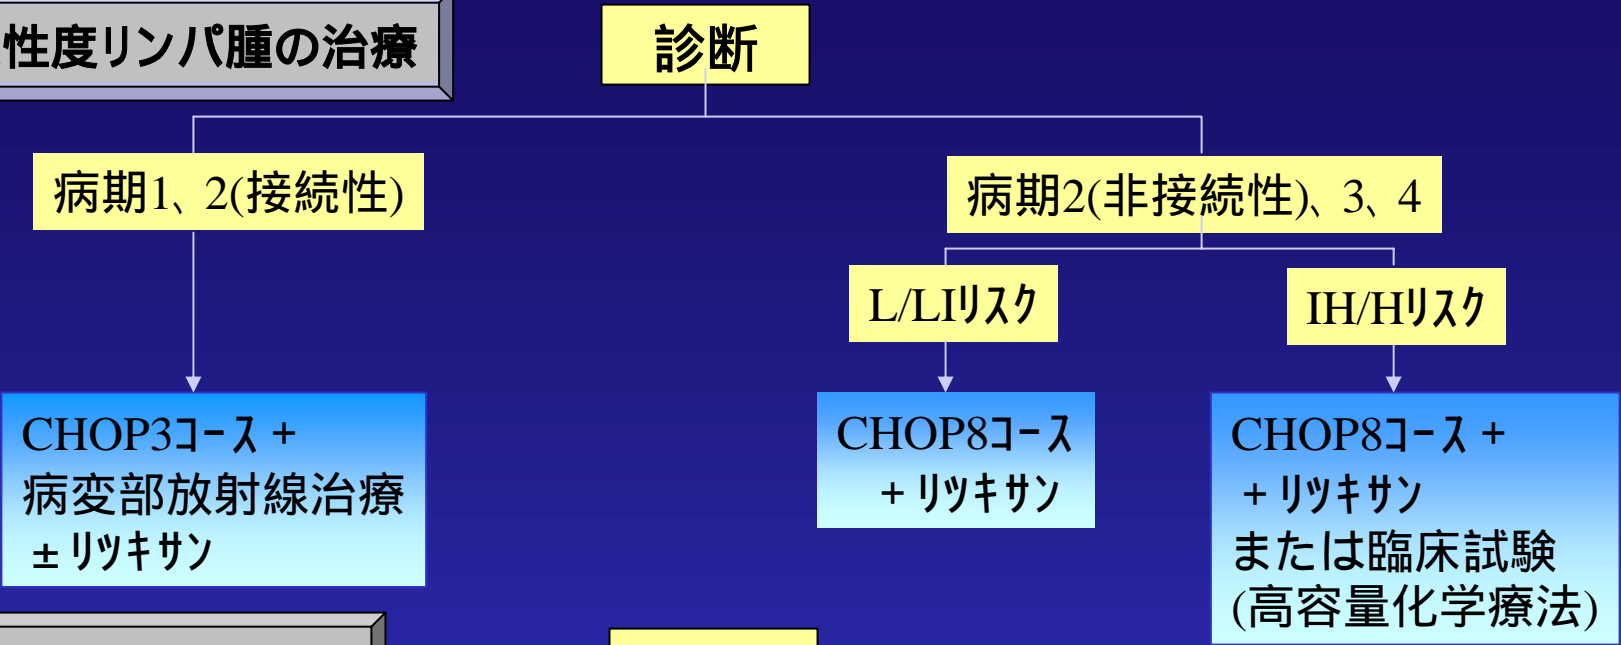 性度リンパ腫の治療
診断
病期1、2(接続性)
病期2(非接続性)、3、4
L/LIリスク
IH/Hリスク
CHOP3コース +
病変部放射線治療
± リツキサン
CHOP8コース
+ リツキサン
CHOP8コース +
+ リツキサン
または臨床試験
(高容量化学療法)